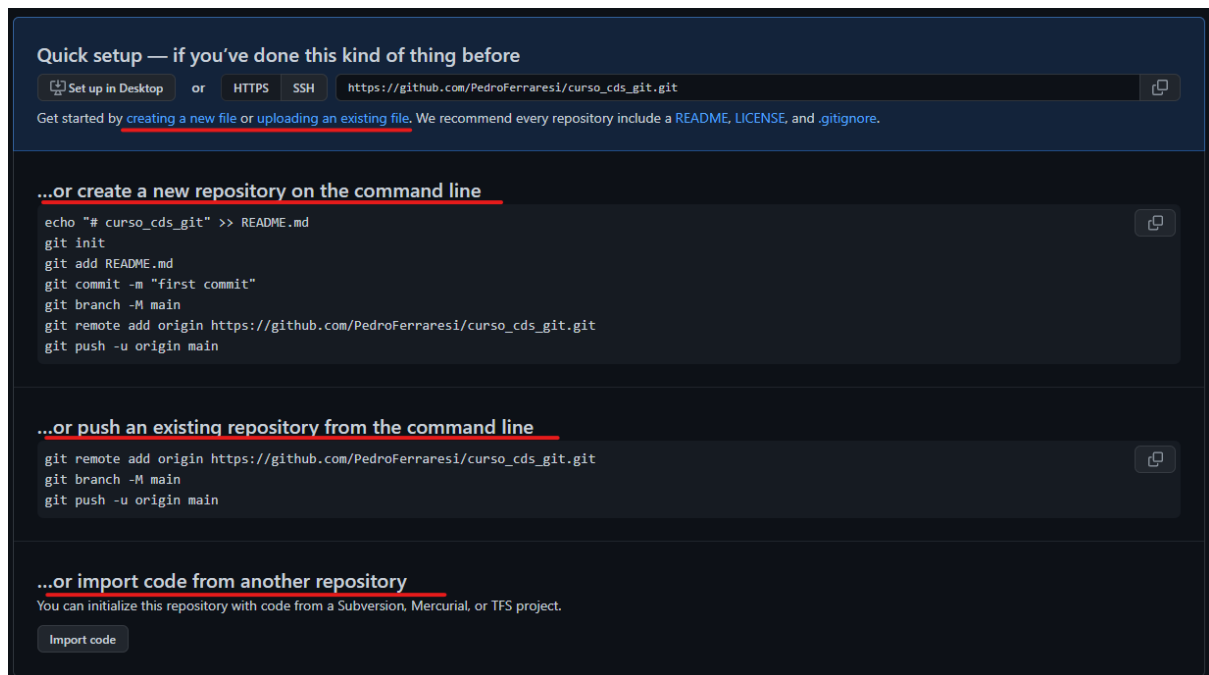 Quick setup — if you've done this kind of thing before
Set up in Desktop or HTTPS SSH https://github.com/PedroFerraresi/curso_cds_git.git
Get started by creating a new file or uploading an existing file. We recommend every repository include a README, LICENSE, and .gitignore.
...or create a new repository on the command line
echo "# curso_cds_git" >> README.md
git init
git add README.md
git commit -m "first commit"
git branch -M main
git remote add origin https://github.com/PedroFerraresi/curso_cds_git.git
git push -u origin main
...or push an existing repository from the command line
git remote add origin https://github.com/PedroFerraresi/curso_cds_git.git
git branch -M main
git push -u origin main
...or import code from another repository
You can initialize this repository with code from a Subversion, Mercurial, or TFS project.
Import code